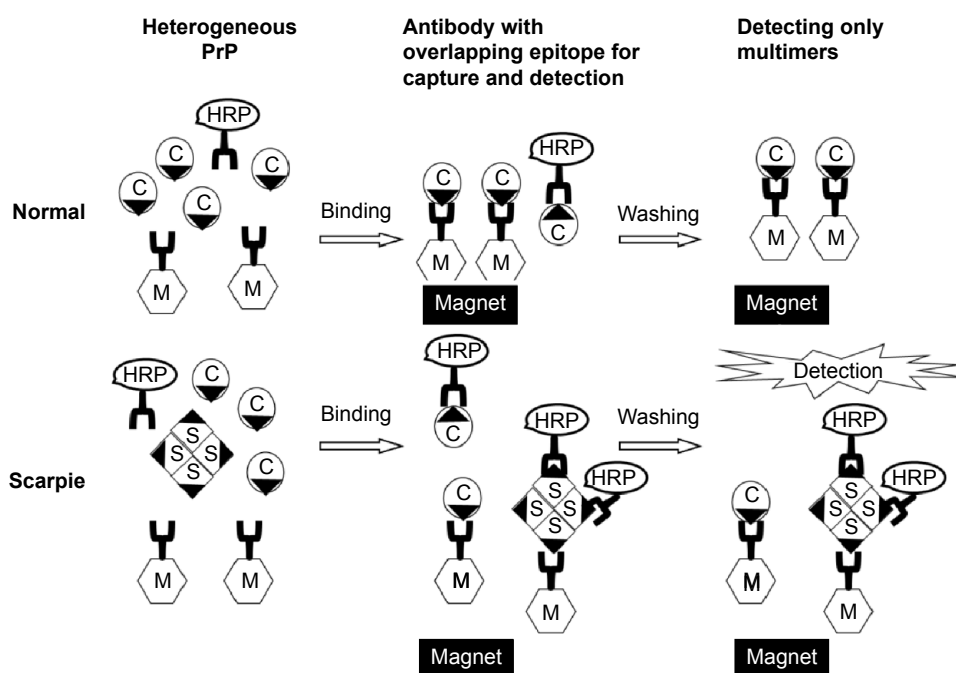 Heterogeneous
PrP
Antibody with
overlapping epitope for
capture and detection
Detecting only
multimers
Normal
HRP
C
C
C
C
M
M
Binding
C
C
HRP
C
M
M
Magnet
Washing
C
C
M
M
Magnet
Scarpie
HRP
C
C
C
S
S
S
S
M
M
Binding
HRP
C
C
M
HRP
HRP
S
S
S
S
M
Magnet
Washing
Detection
HRP
HRP
C
M
S
S
S
S
M
Magnet